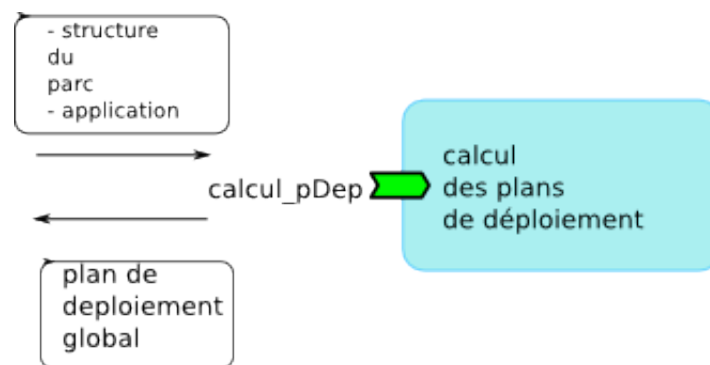 - structure
du
parc
- application
calcul_pDep
calcul
des plans
de déploiement
plan de
deploiement
global